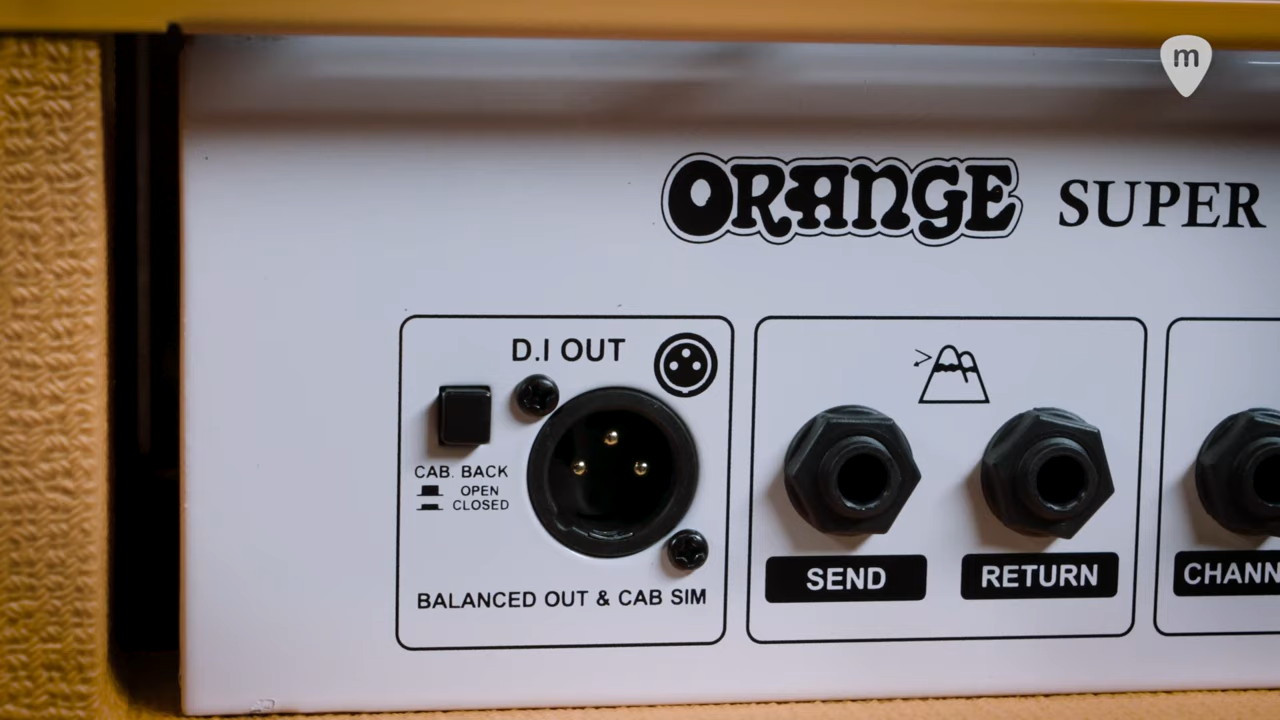 m
ORANGE SUPER
D.I OUT
CAB. BACK
OPEN
CLOSED
BALANCED OUT & CAB SIM
SEND
RETURN
CHANN